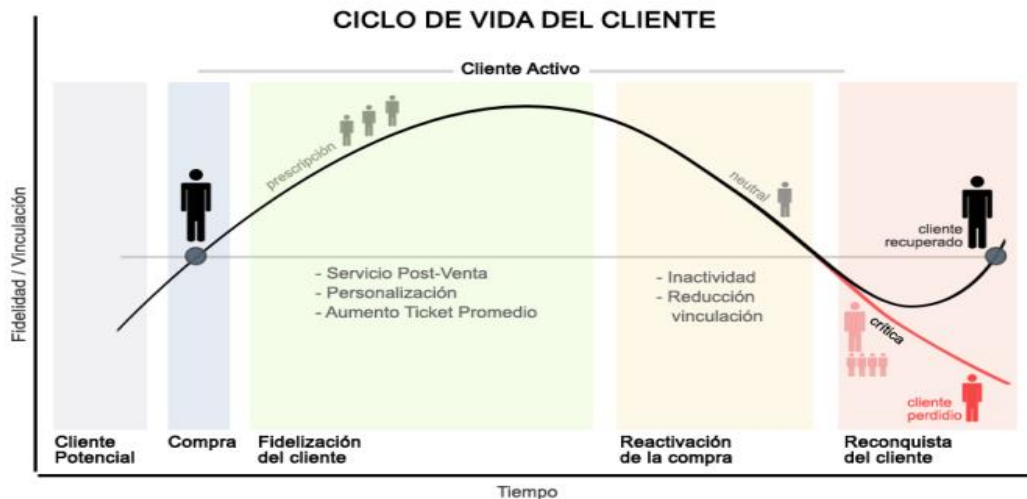 CICLO DE VIDA DEL CLIENTE
Cliente Activo
prescripción
neutral
cliente
recuperado
- Servicio Post-Venta
- Personalización
- Aumento Ticket Promedio
- Inactividad
- Reducción
vinculación
crítica
cliente
perdidio
Fidelidad / Vinculación
Cliente
Potencial
Compra
Fidelización
del cliente
Reactivación
de la compra
Reconquista
del cliente
Tiempo